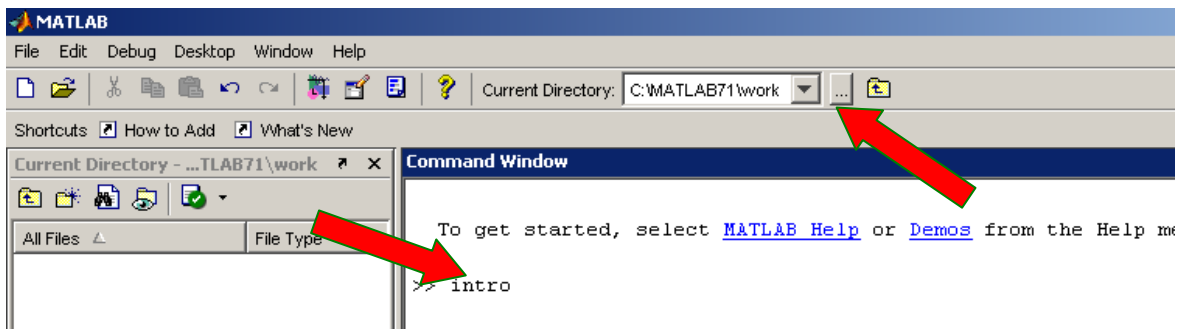 MATLAB
File Edit Debug Desktop Window Help
Current Directory: C:\MATLAB71\work ...
Shortcuts How to Add What's New
Current Directory - ...TLAB71\work
Command Window
All Files File Type
To get started, select MATLAB Help or Demos from the Help me
>> intro